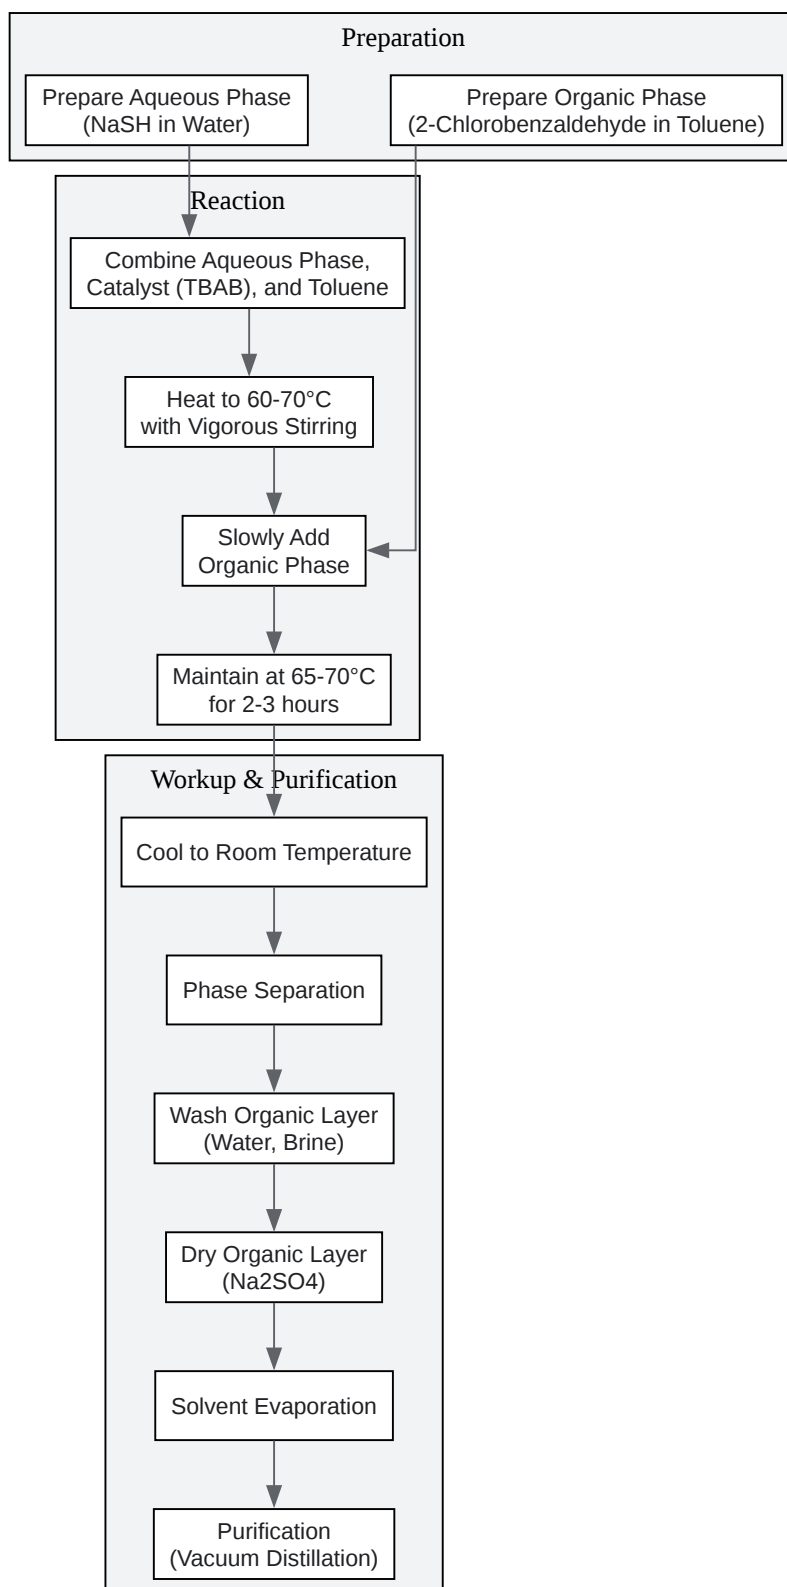 Preparation
Prepare Aqueous Phase
(NaSH in Water)
Prepare Organic Phase
(2-Chlorobenzaldehyde in Toluene)
Reaction
Combine Aqueous Phase,
Catalyst (TBAB), and Toluene
Heat to 60-70°C
with Vigorous Stirring
Slowly Add
Organic Phase
Maintain at 65-70°C
for 2-3 hours
Workup & Purification
Cool to Room Temperature
Phase Separation
Wash Organic Layer
(Water, Brine)
Dry Organic Layer
(Na2SO4)
Solvent Evaporation
Purification
(Vacuum Distillation)